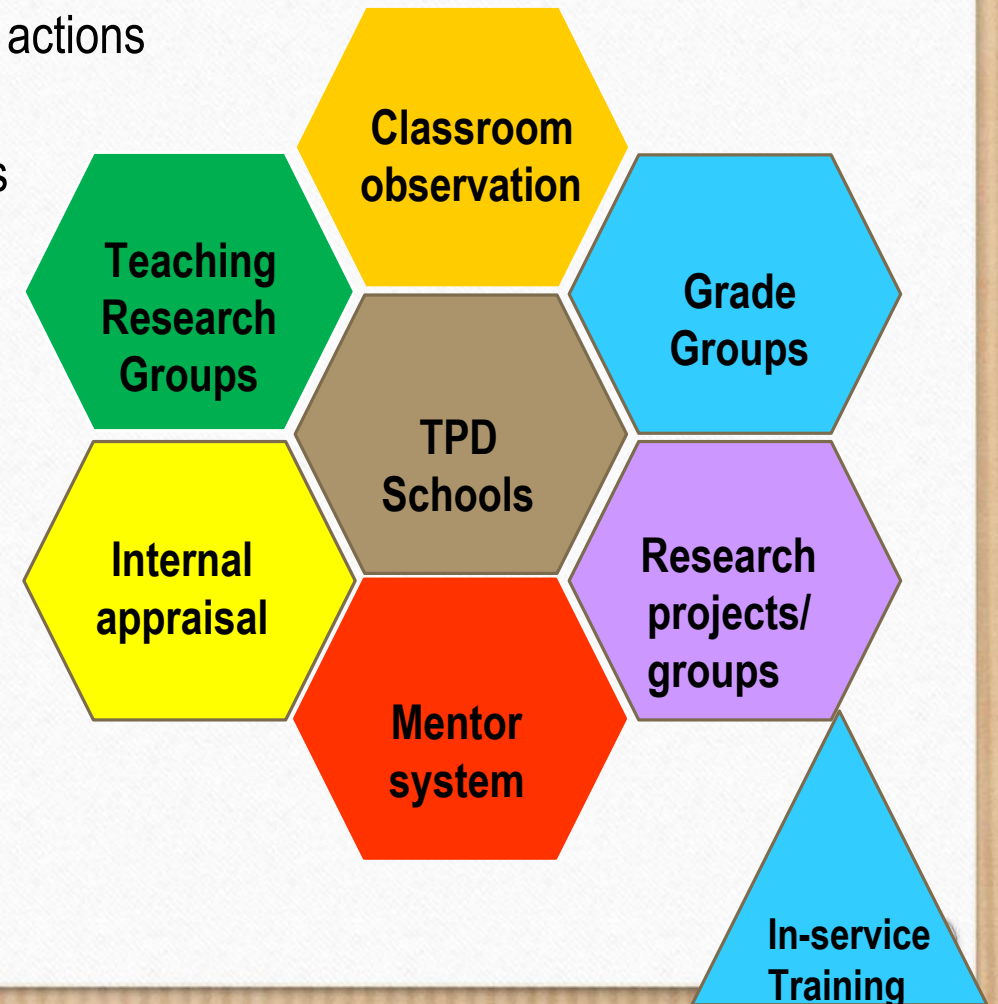 actions
s
Classroom
observation
Teaching
Research
Groups
Grade
Groups
TPD
Schools
Internal
appraisal
Research
projects/
groups
Mentor
system
In-service
Training